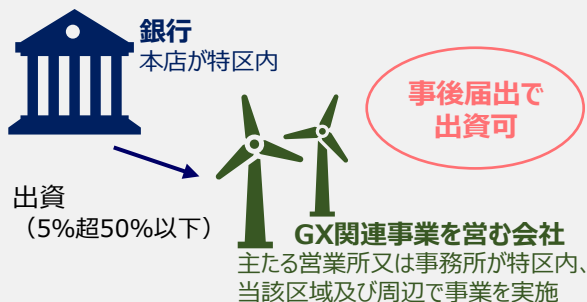 銀行
本店が特区内
事後届出で
出資可
出資
（5%超50%以下）
GX関連事業を営む会社
主たる営業所又は事務所が特区内、
当該区域及び周辺で事業を実施